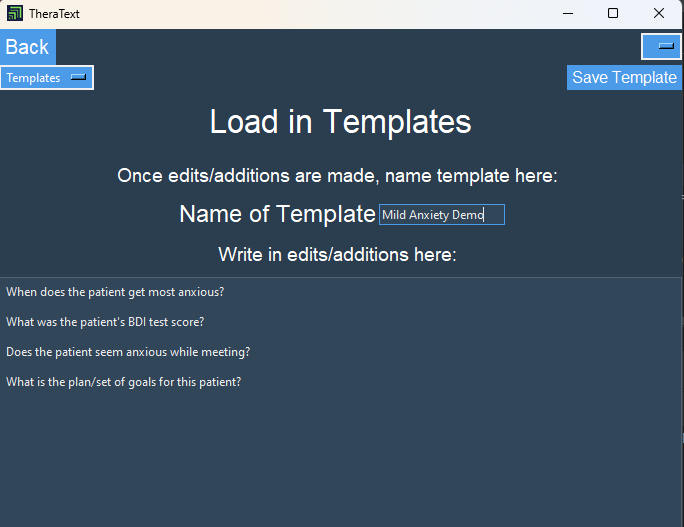 TheraText
Back
Templates
Save Template
Load in Templates
Once edits/additions are made, name template here:
Name of Template Mild Anxiety Demo
Write in edits/additions here:
When does the patient get most anxious?
What was the patient's BDI test score?
Does the patient seem anxious while meeting?
What is the plan/set of goals for this patient?